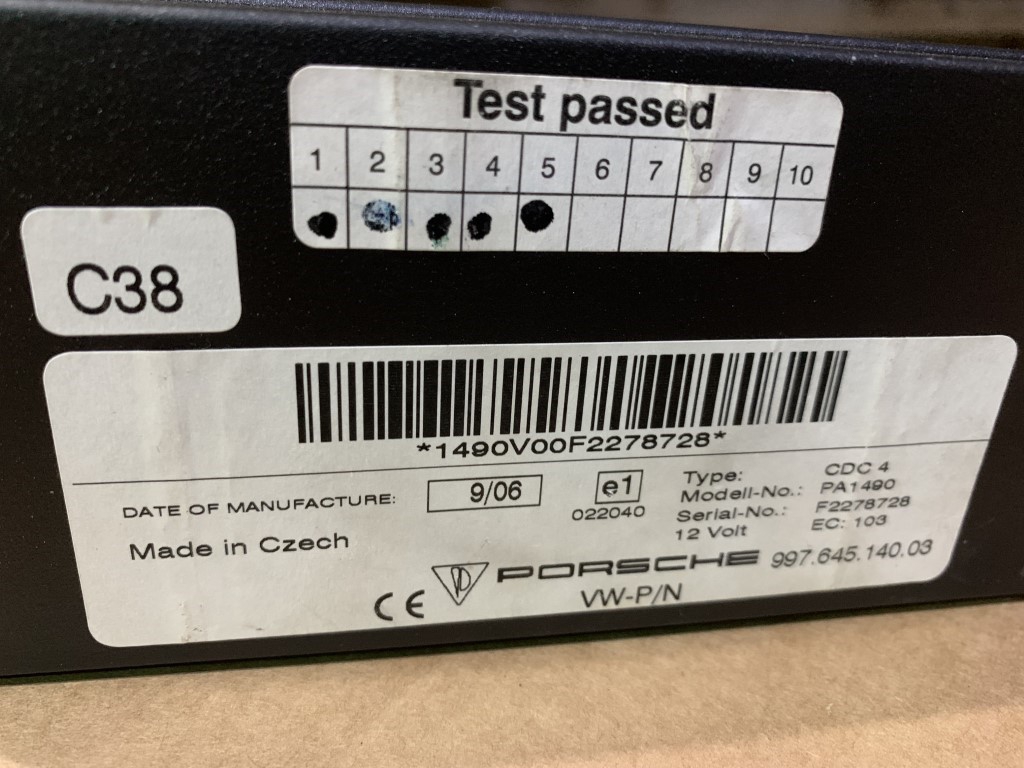 Test passed
1 2 3 4 5 6 7 8 9 10
C38
*1490V00F2278728*
DATE OF MANUFACTURE: 9/06
e1
022040
Made in Czech
Type: CDC 4
Modell-No.: PA1490
Serial-No.: F2278728
12 Volt EC: 103
CE PORSCHE 997.645.140.03
VW-P/N